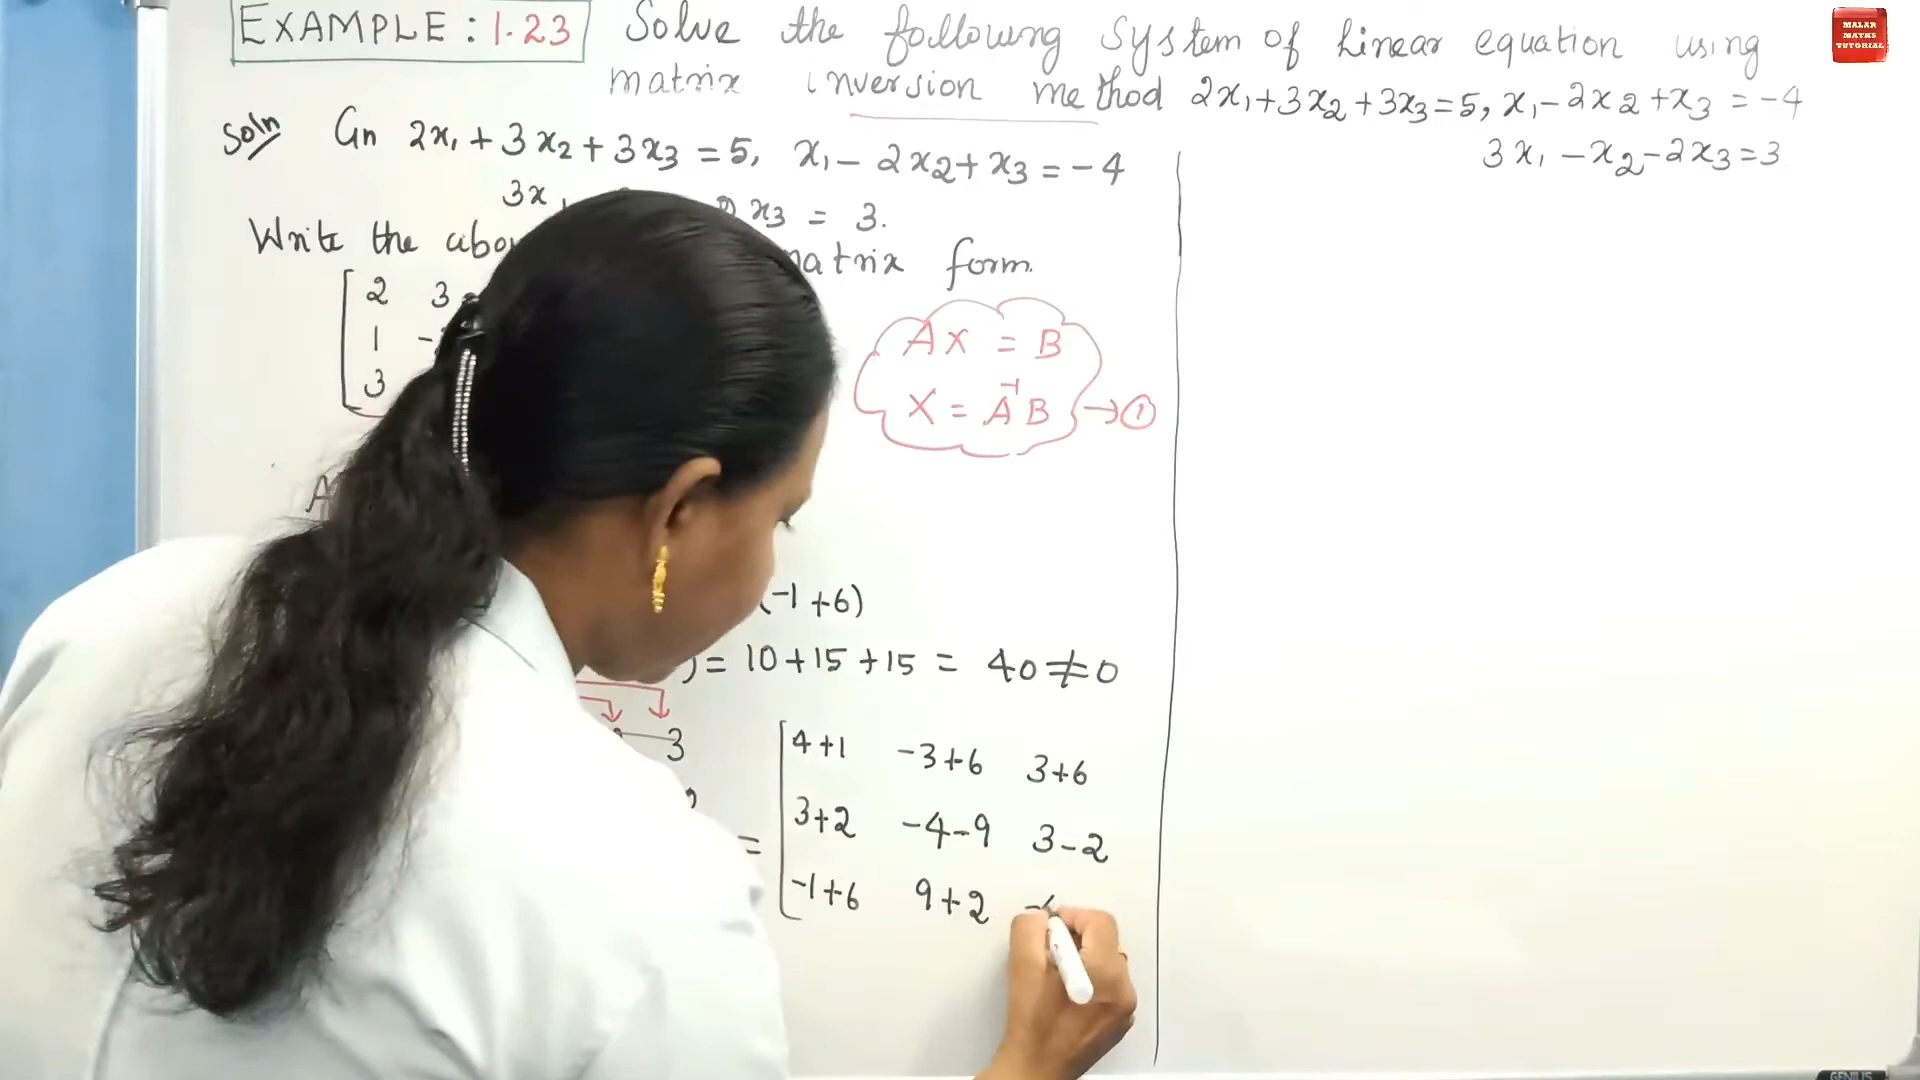 EXAMPLE: 1.23 Solve the following System of linear equation using
matrix inversion method 2x₁+3x₂+3x₃=5, x₁-2x₂+x₃=-4
3x₁-x₂-2x₃=3
Soln Gn 2x₁+3x₂+3x₃=5, x₁-2x₂+x₃=-4
3x x₃ = 3.
Write the form.
2 3
1 -
3
AX = B
X = A⁻¹B → ①
A
(-1+6)
) = 10+15+15 = 40≠0
3
4+1 -3+6 3+6
3+2 -4-9 3-2
= -1+6 9+2 -
MALAR
MATHS
TUTORIAL
GENIUS